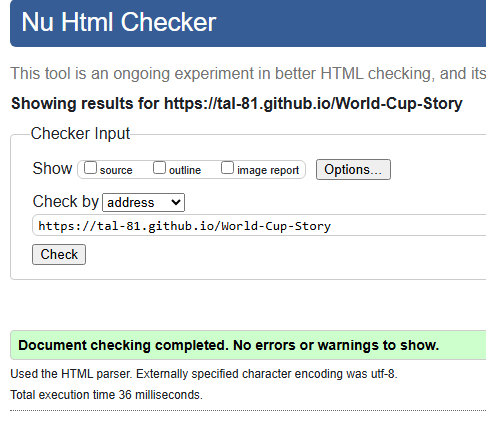 Nu Html Checker
This tool is an ongoing experiment in better HTML checking, and its
Showing results for https://tal-81.github.io/World-Cup-Story
Checker Input
Show source outline image report Options...
Check by address
https://tal-81.github.io/World-Cup-Story
Check
Document checking completed. No errors or warnings to show.
Used the HTML parser. Externally specified character encoding was utf-8.
Total execution time 36 milliseconds.